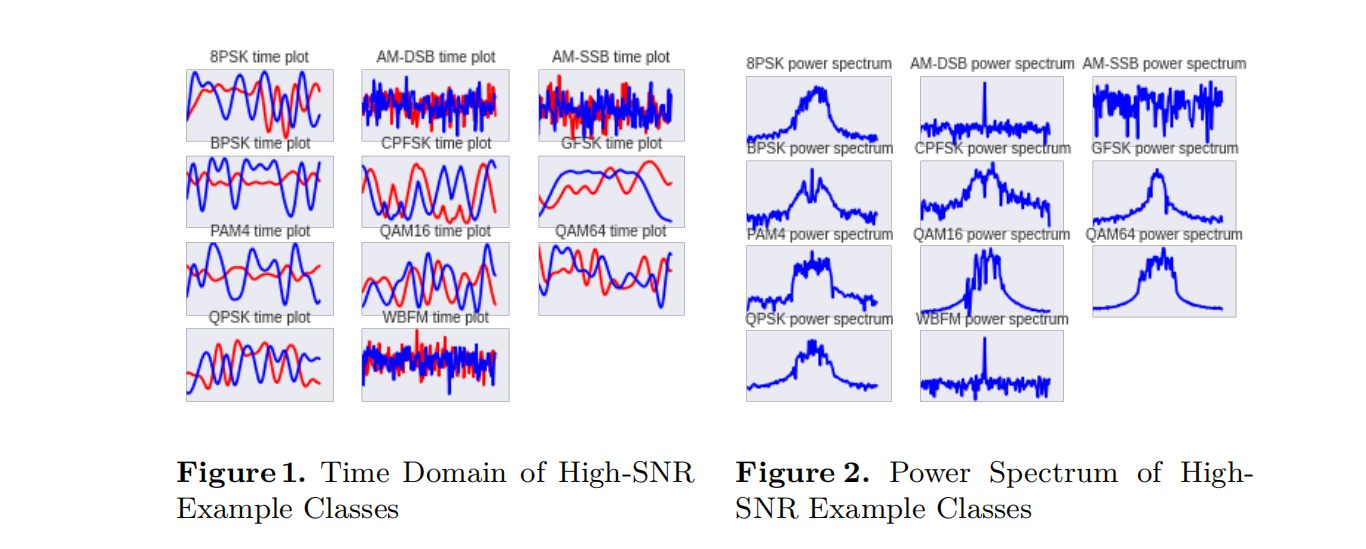 8PSK time plot
AM-DSB time plot
AM-SSB time plot
BPSK time plot
CPFSK time plot
GFSK time plot
PAM4 time plot
QAM16 time plot
QAM64 time plot
QPSK time plot
WBFM time plot
Figure 1. Time Domain of High-SNR
Example Classes
8PSK power spectrum
AM-DSB power spectrum
AM-SSB power spectrum
BPSK power spectrum
CPFSK power spectrum
GFSK power spectrum
PAM4 power spectrum
QAM16 power spectrum
QAM64 power spectrum
QPSK power spectrum
WBFM power spectrum
Figure 2. Power Spectrum of High-
SNR Example Classes